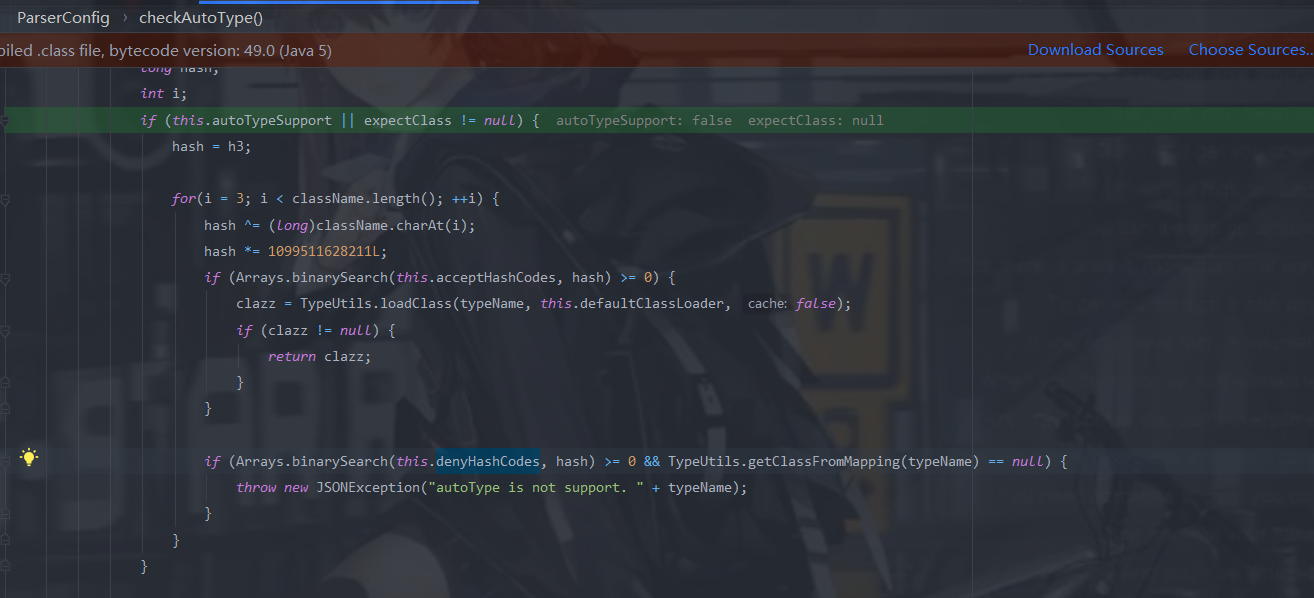 ParserConfig › checkAutoType()
piled .class file, bytecode version: 49.0 (Java 5) Download Sources Choose Sources...
long hash;
int i;
if (this.autoTypeSupport || expectClass != null) { autoTypeSupport: false expectClass: null
hash = h3;
for(i = 3; i < className.length(); ++i) {
hash ^= (long)className.charAt(i);
hash *= 1099511628211L;
if (Arrays.binarySearch(this.acceptHashCodes, hash) >= 0) {
clazz = TypeUtils.loadClass(typeName, this.defaultClassLoader, cache: false);
if (clazz != null) {
return clazz;
}
}
if (Arrays.binarySearch(this.denyHashCodes, hash) >= 0 && TypeUtils.getClassFromMapping(typeName) == null) {
throw new JSONException("autoType is not support. " + typeName);
}
}
}